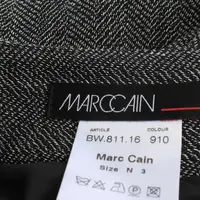 MARCCAIN
ARTICLE COLOUR
BW.811.16 910
Marc Cain
Size N 3